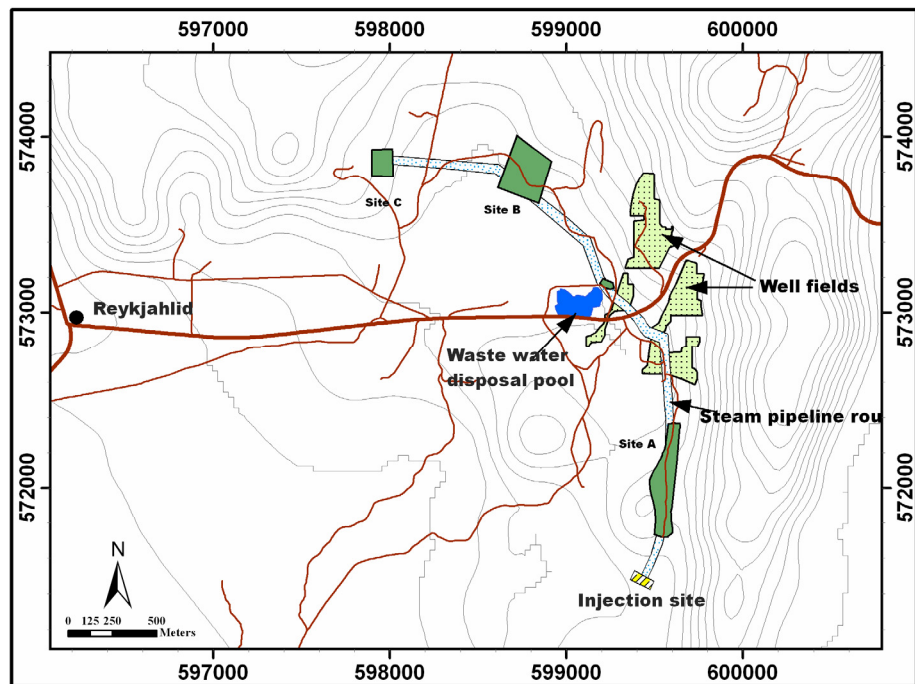 597000 598000 599000 600000
574000 574000
Site C
Site B
573000 573000
Reykjahlid
Well fields
Waste water
disposal pool
Steam pipeline rou
Site A
572000 572000
N
Injection site
0 125 250 500
Meters
597000 598000 599000 600000